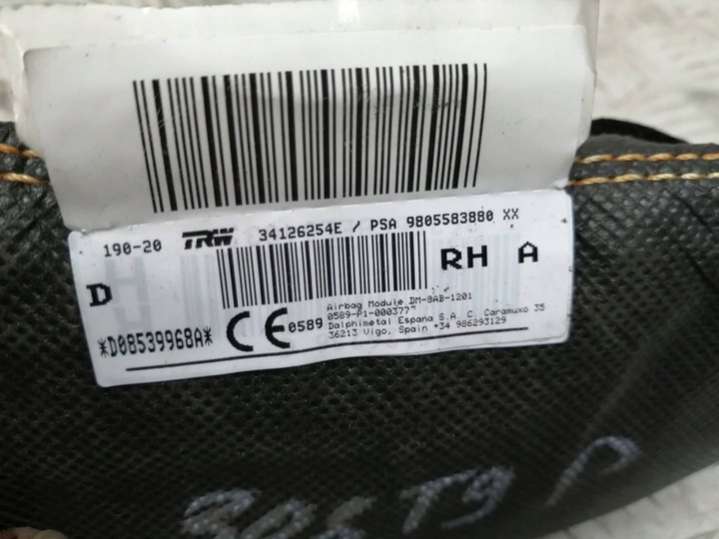 190-20 TRW 34126254E / PSA 9805583880 XX
D RH A
*D08539968A* CE 0589
Airbag Module DM-8AB-1201
0589-P1-000377
Dalphimetal Espana S.A. C. Caramuxo 35
36213 Vigo, Spain +34 986293129